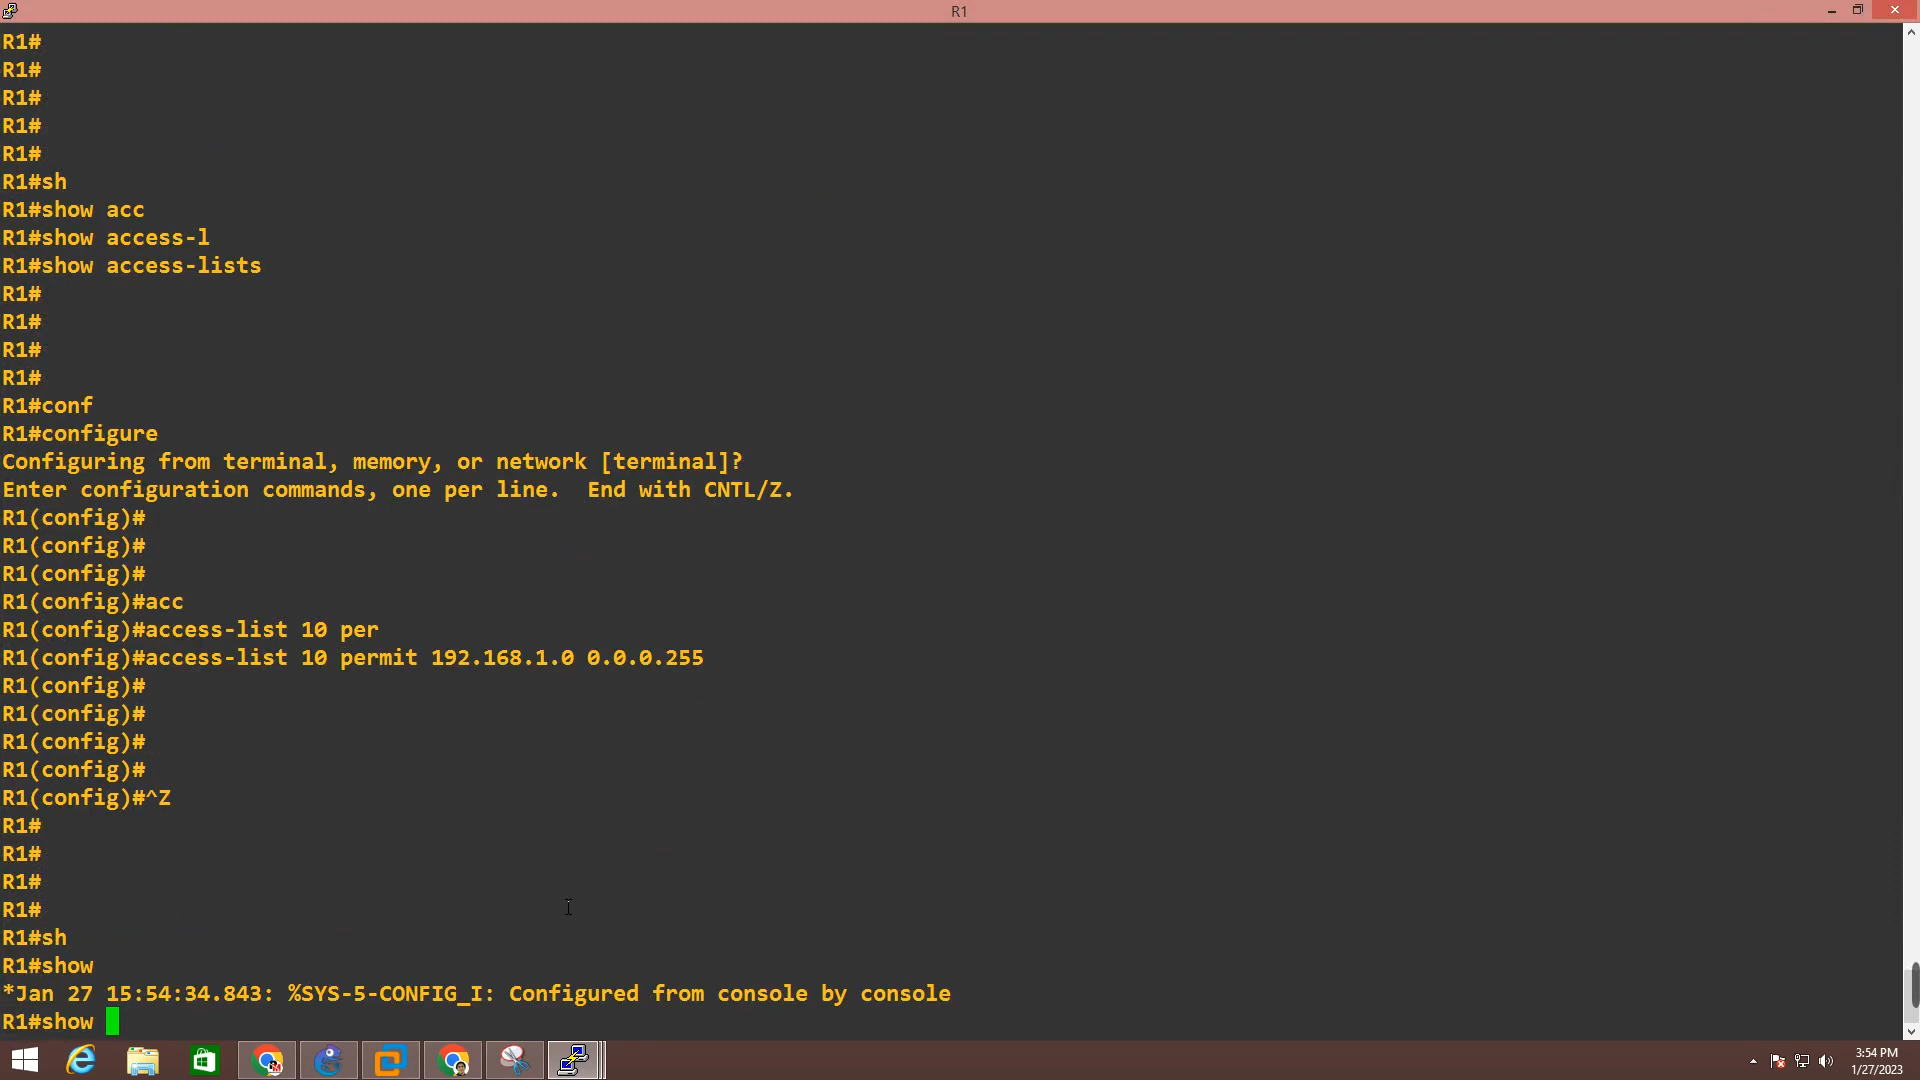 R1
R1#
R1#
R1#
R1#
R1#
R1#sh
R1#show acc
R1#show access-l
R1#show access-lists
R1#
R1#
R1#
R1#
R1#conf
R1#configure
Configuring from terminal, memory, or network [terminal]?
Enter configuration commands, one per line.  End with CNTL/Z.
R1(config)#
R1(config)#
R1(config)#
R1(config)#acc
R1(config)#access-list 10 per
R1(config)#access-list 10 permit 192.168.1.0 0.0.0.255
R1(config)#
R1(config)#
R1(config)#
R1(config)#
R1(config)#^Z
R1#
R1#
R1#
R1#
R1#sh
R1#show
*Jan 27 15:54:34.843: %SYS-5-CONFIG_I: Configured from console by console
R1#show
3:54 PM
1/27/2023